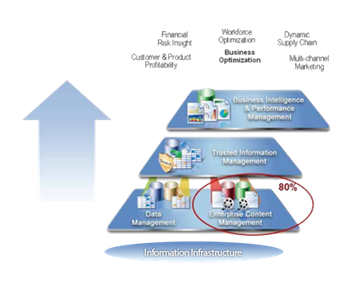 Financial
Risk Insight
Workforce
Optimization
Dynamic
Supply Chain
Customer & Product
Profitability
Business
Optimization
Multi-channel
Marketing
Business Intelligence
& Performance
Management
Trusted Information
Management
80%
Data
Management
Enterprise Content
Management
Information Infrastructure